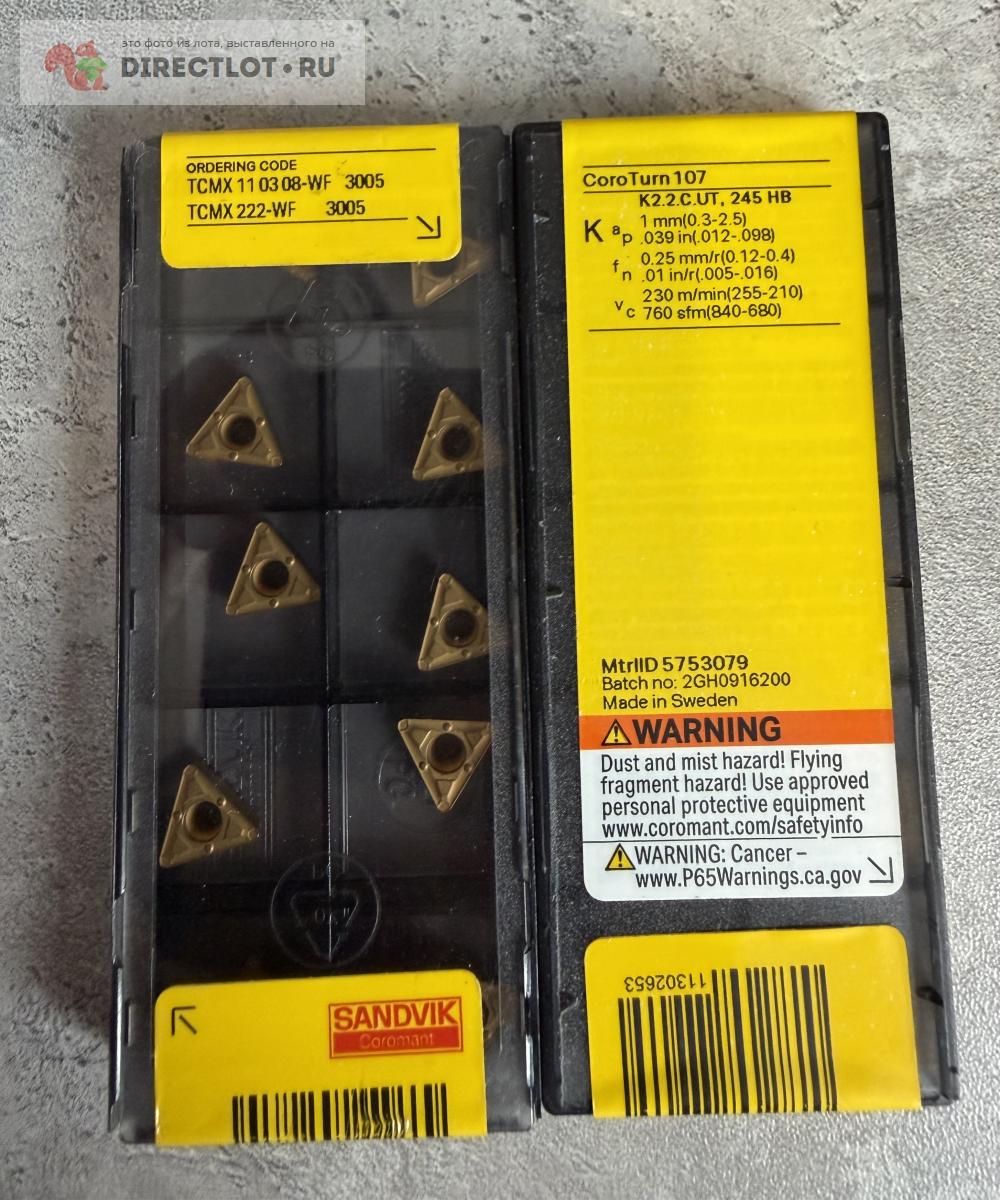 это фото из лота, выставленного на
DIRECTLOT.RU
ORDERING CODE
TCMX 11 03 08-WF 3005
TCMX 222-WF 3005
SANDVIK
Coromant
CoroTurn 107
K2.2.C.UT, 245 HB
K ap 1 mm(0.3-2.5)
.039 in(.012-.098)
fn 0.25 mm/r(0.12-0.4)
.01 in/r(.005-.016)
vc 230 m/min(255-210)
760 sfm(840-680)
MtrlID 5753079
Batch no: 2GH0916200
Made in Sweden
WARNING
Dust and mist hazard! Flying
fragment hazard! Use approved
personal protective equipment
www.coromant.com/safetyinfo
WARNING: Cancer –
www.P65Warnings.ca.gov
11302653